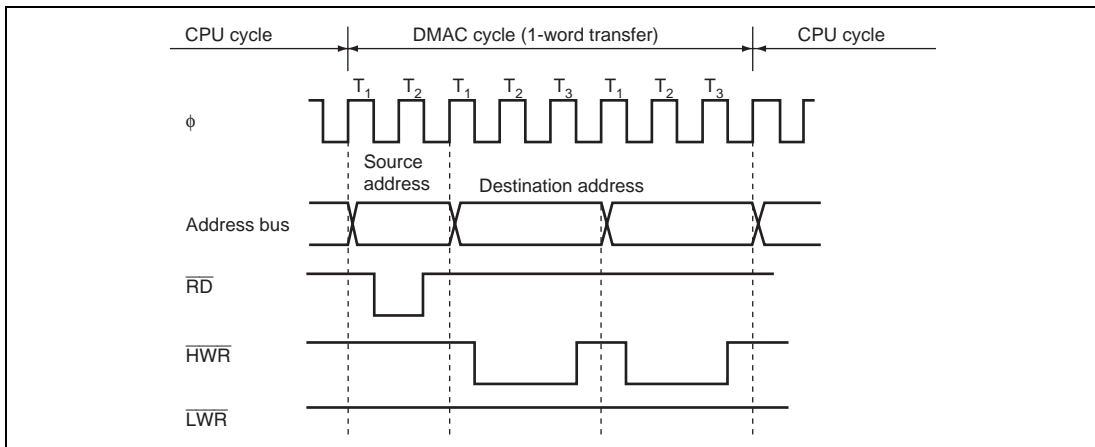 CPU cycle DMAC cycle (1-word transfer) CPU cycle
T1 T2 T1 T2 T3 T1 T2 T3
φ
Source
address Destination address
Address bus
RD
HWR
LWR